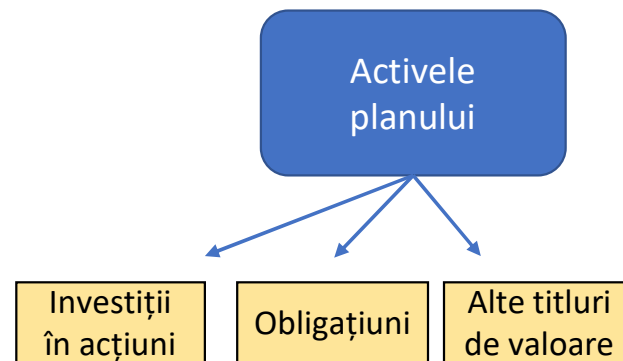 Activele
planului
Investiții
în acțiuni
Obligațiuni
Alte titluri
de valoare